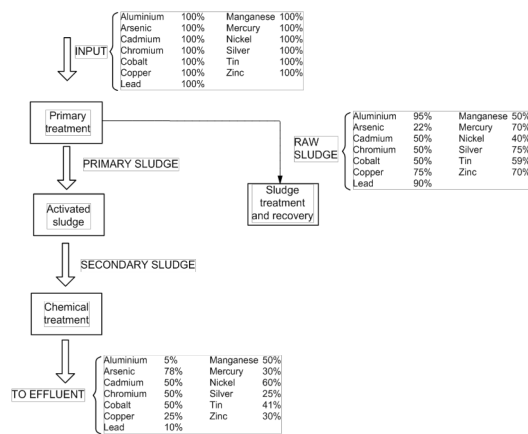 INPUT
Aluminium 100% Manganese 100%
Arsenic 100% Mercury 100%
Cadmium 100% Nickel 100%
Chromium 100% Silver 100%
Cobalt 100% Tin 100%
Copper 100% Zinc 100%
Lead 100%
Primary
treatment
RAW
SLUDGE
Aluminium 95% Manganese 50%
Arsenic 22% Mercury 70%
Cadmium 50% Nickel 40%
Chromium 50% Silver 75%
Cobalt 50% Tin 59%
Copper 75% Zinc 70%
Lead 90%
PRIMARY SLUDGE
Sludge
treatment
and recovery
Activated
sludge
SECONDARY SLUDGE
Chemical
treatment
TO EFFLUENT
Aluminium 5% Manganese 50%
Arsenic 78% Mercury 30%
Cadmium 50% Nickel 60%
Chromium 50% Silver 25%
Cobalt 50% Tin 41%
Copper 25% Zinc 30%
Lead 10%